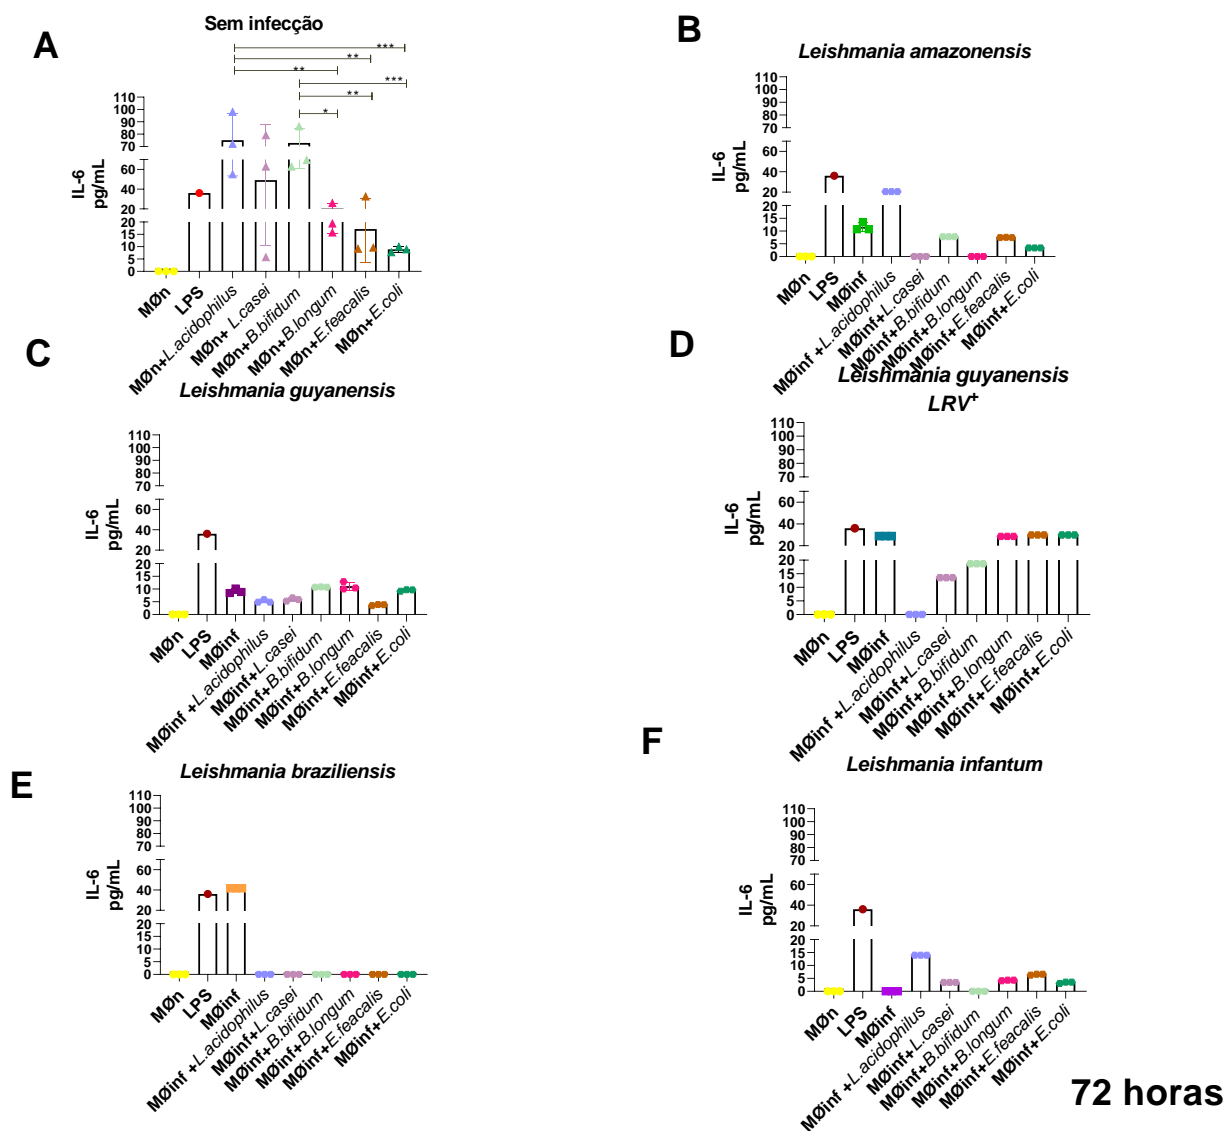 A
Sem infecção
***
**
**
***
**
*
IL-6
pg/mL
110
100
90
80
70
60
40
20
20
15
10
5
0
MØn
LPS
MØn+L.acidophilus
MØn+ L.casei
MØn+B.bifidum
MØn+B.longum
MØn+E.feacalis
MØn+E.coli
B
Leishmania amazonensis
IL-6
pg/mL
110
100
90
80
70
60
40
20
20
15
10
5
0
MØn
LPS
MØinf
MØinf +L.acidophilus
MØinf+L.casei
MØinf+B.bifidum
MØinf+B.longum
MØinf+E.feacalis
MØinf+E.coli
C
Leishmania guyanensis
IL-6
pg/mL
110
100
90
80
70
60
40
20
20
15
10
5
0
MØn
LPS
MØinf
MØinf +L.acidophilus
MØinf+L.casei
MØinf+B.bifidum
MØinf+B.longum
MØinf+E.feacalis
MØinf+E.coli
D
Leishmania guyanensis
LRV+
IL-6
pg/mL
110
100
90
80
70
60
40
20
20
15
10
5
0
MØn
LPS
MØinf
MØinf +L.acidophilus
MØinf+L.casei
MØinf+B.bifidum
MØinf+B.longum
MØinf+E.feacalis
MØinf+E.coli
E
Leishmania braziliensis
IL-6
pg/mL
110
100
90
80
70
60
40
20
20
15
10
5
0
MØn
LPS
MØinf
MØinf +L.acidophilus
MØinf+L.casei
MØinf+B.bifidum
MØinf+B.longum
MØinf+E.feacalis
MØinf+E.coli
F
Leishmania infantum
IL-6
pg/mL
110
100
90
80
70
60
40
20
20
15
10
5
0
MØn
LPS
MØinf
MØinf +L.acidophilus
MØinf+L.casei
MØinf+B.bifidum
MØinf+B.longum
MØinf+E.feacalis
MØinf+E.coli
72 horas